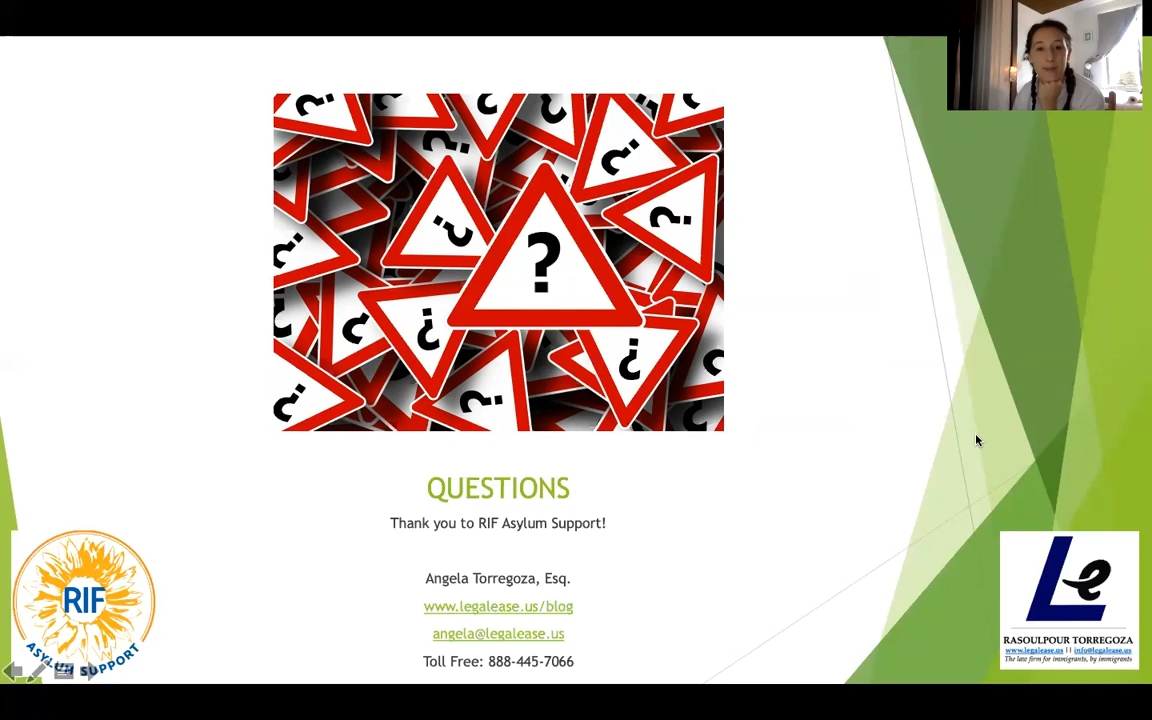 ?
QUESTIONS
Thank you to RIF Asylum Support!
Angela Torregoza, Esq.
www.legalease.us/blog
angela@legalease.us
Toll Free: 888-445-7066
RIF
ASYLUM SUPPORT
Le
RASOULPOUR TORREGOZA
www.legalease.us || info@legalease.us
The law firm for immigrants, by immigrants